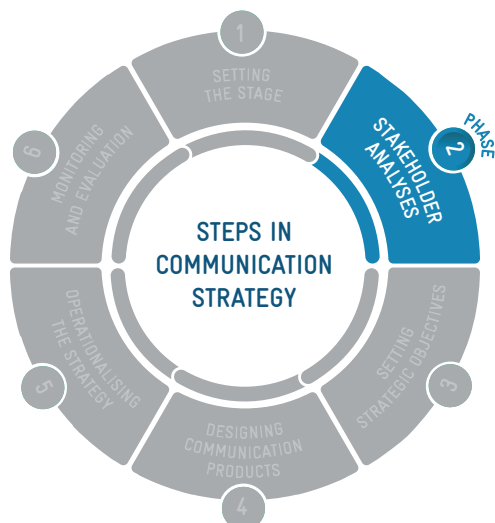 1
SETTING
THE STAGE
PHASE
2
STAKEHOLDER
ANALYSES
3
SETTING
STRATEGIC OBJECTIVES
4
DESIGNING
COMMUNICATION
PRODUCTS
5
OPERATIONALISING
THE STRATEGY
6
MONITORING
AND EVALUATION
STEPS IN
COMMUNICATION
STRATEGY